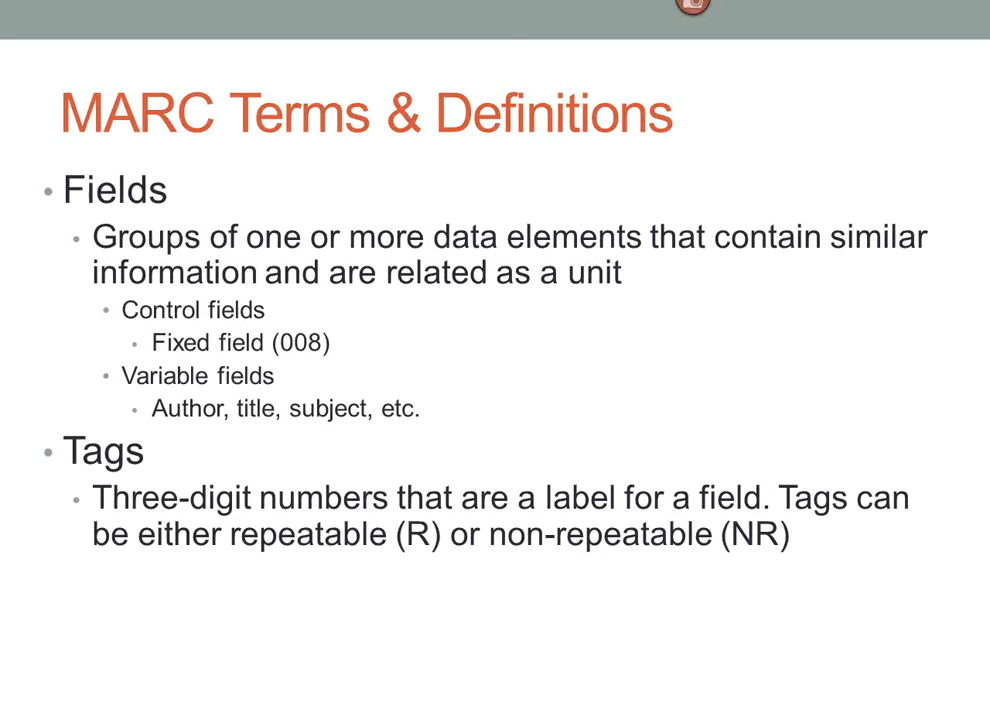 MARC Terms & Definitions
• Fields
• Groups of one or more data elements that contain similar
information and are related as a unit
• Control fields
• Fixed field (008)
• Variable fields
• Author, title, subject, etc.
• Tags
• Three-digit numbers that are a label for a field. Tags can
be either repeatable (R) or non-repeatable (NR)